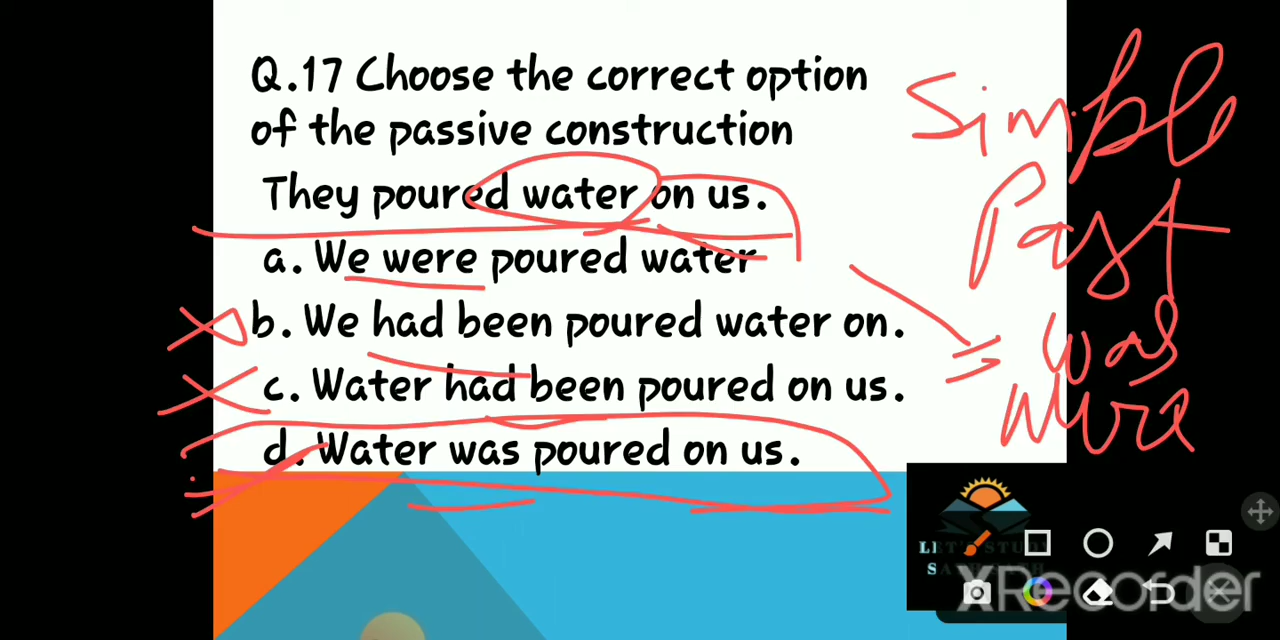 Q.17 Choose the correct option
of the passive construction
They poured water on us.
a. We were poured water
b. We had been poured water on.
c. Water had been poured on us.
d. Water was poured on us.
Simple
Past
= was
were
LET'S STUDY
XRecorder